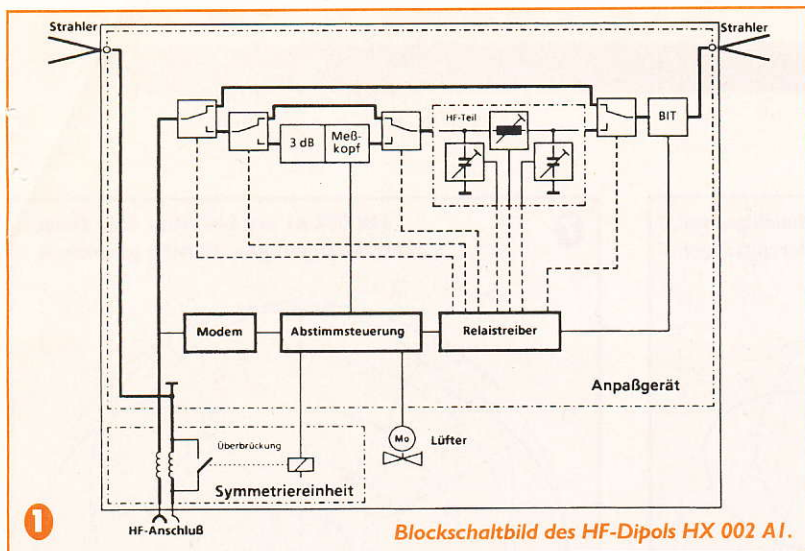 Strahler
Strahler
HF-Teil
BIT
3 dB
Meß-
kopf
Modem
Abstimmsteuerung
Relaistreiber
Anpaßgerät
Überbrückung
Mo
Lüfter
Symmetriereinheit
HF-Anschluß
1
Blockschaltbild des HF-Dipols HX 002 A1.